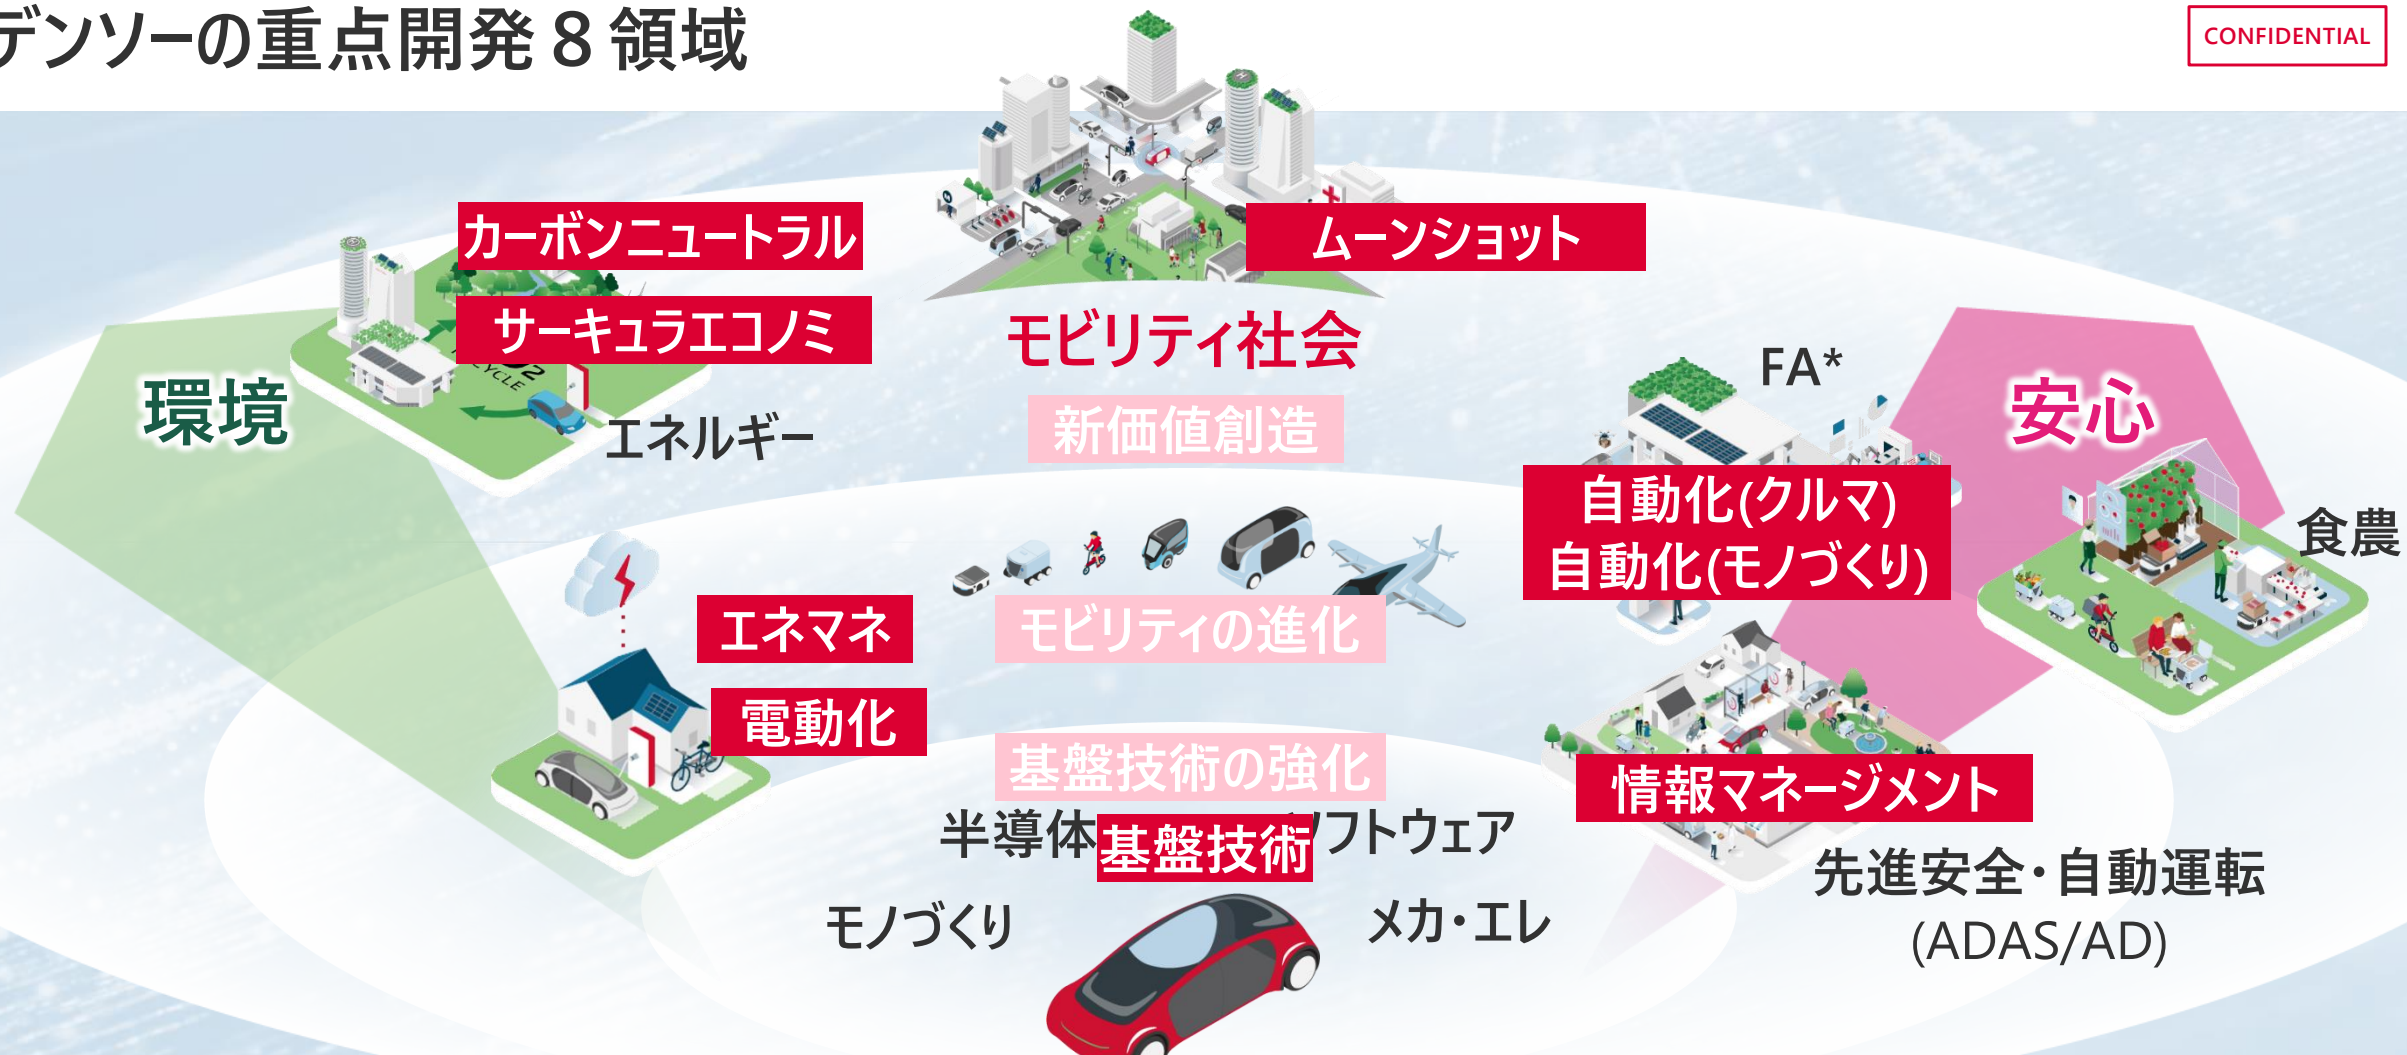 デンソーの重点開発８領域
CONFIDENTIAL
カーボンニュートラル
ムーンショット
サーキュラエコノミ
モビリティ社会
FA*
環境
安心
エネルギー
新価値創造
自動化(クルマ)
自動化(モノづくり)
食農
エネマネ
モビリティの進化
電動化
基盤技術の強化
情報マネージメント
半導体
基盤技術
ソフトウェア
先進安全・自動運転
(ADAS/AD)
モノづくり
メカ・エレ